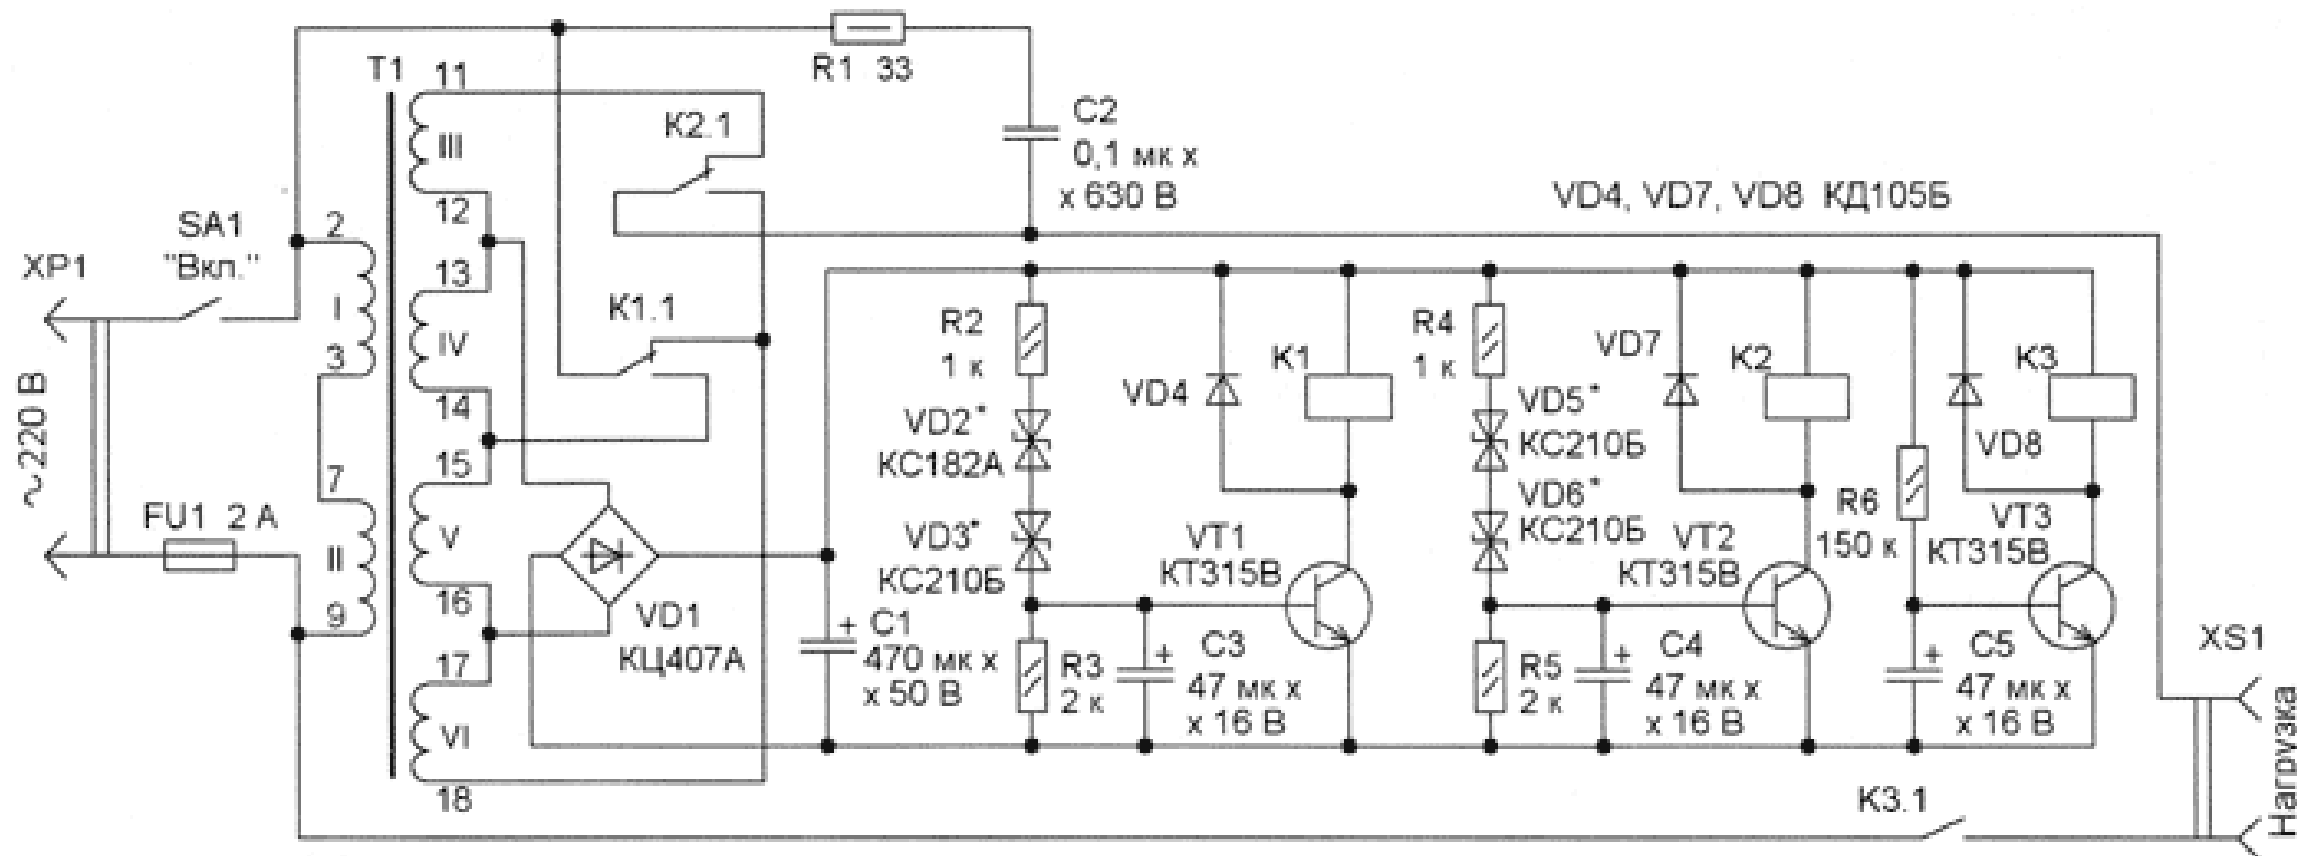 T1
11
III
12
13
IV
14
15
V
16
17
VI
18
2
I
3
7
II
9
SA1
"Вкл."
XP1
~220 В
FU1 2 А
R1 33
K2.1
K1.1
C2
0,1 мк х
х 630 В
VD4, VD7, VD8 КД105Б
VD1
КЦ407А
C1
+
470 мк х
х 50 В
R2
1 к
VD2*
КС182А
VD3*
КС210Б
R3
2 к
VD4
K1
VT1
КТ315В
+
C3
47 мк х
х 16 В
R4
1 к
VD5*
КС210Б
VD6*
КС210Б
R5
2 к
VD7
K2
VT2
КТ315В
+
C4
47 мк х
х 16 В
R6
150 к
K3
VD8
VT3
КТ315В
+
C5
47 мк х
х 16 В
K3.1
XS1
Нагрузка